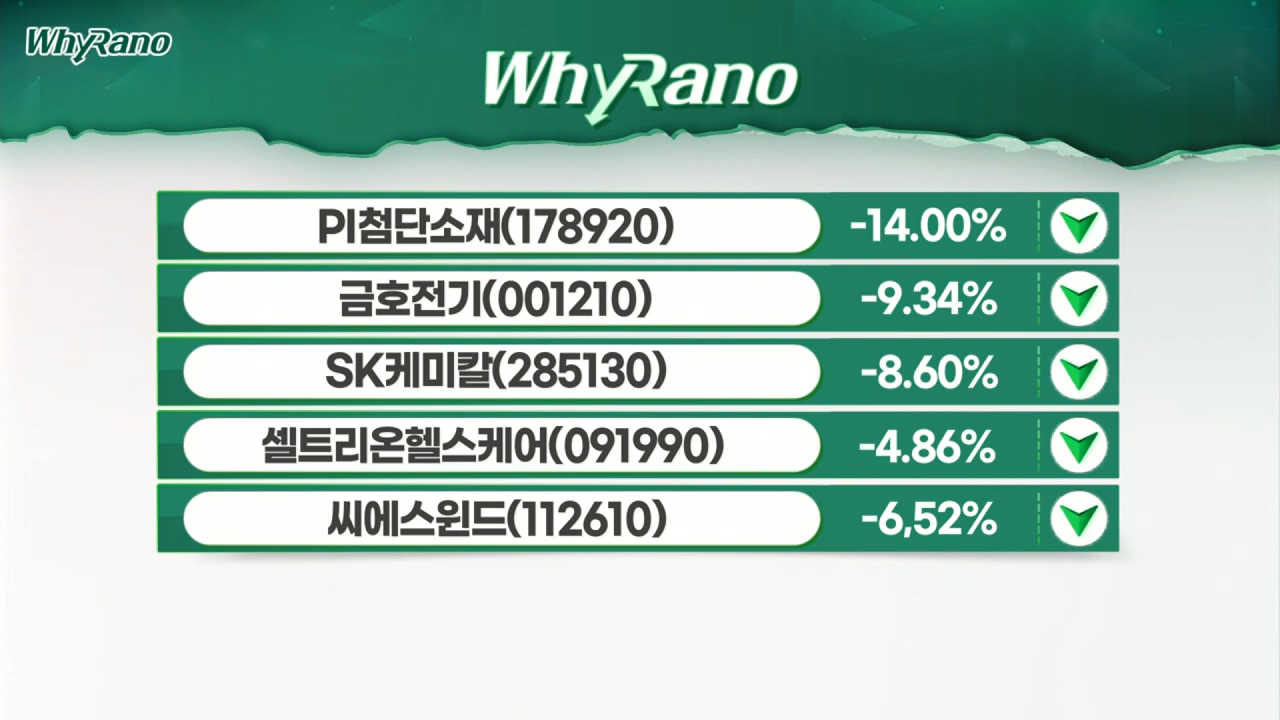 WhyRano
WhyRano
PI첨단소재(178920) -14.00%
금호전기(001210) -9.34%
SK케미칼(285130) -8.60%
셀트리온헬스케어(091990) -4.86%
씨에스윈드(112610) -6,52%